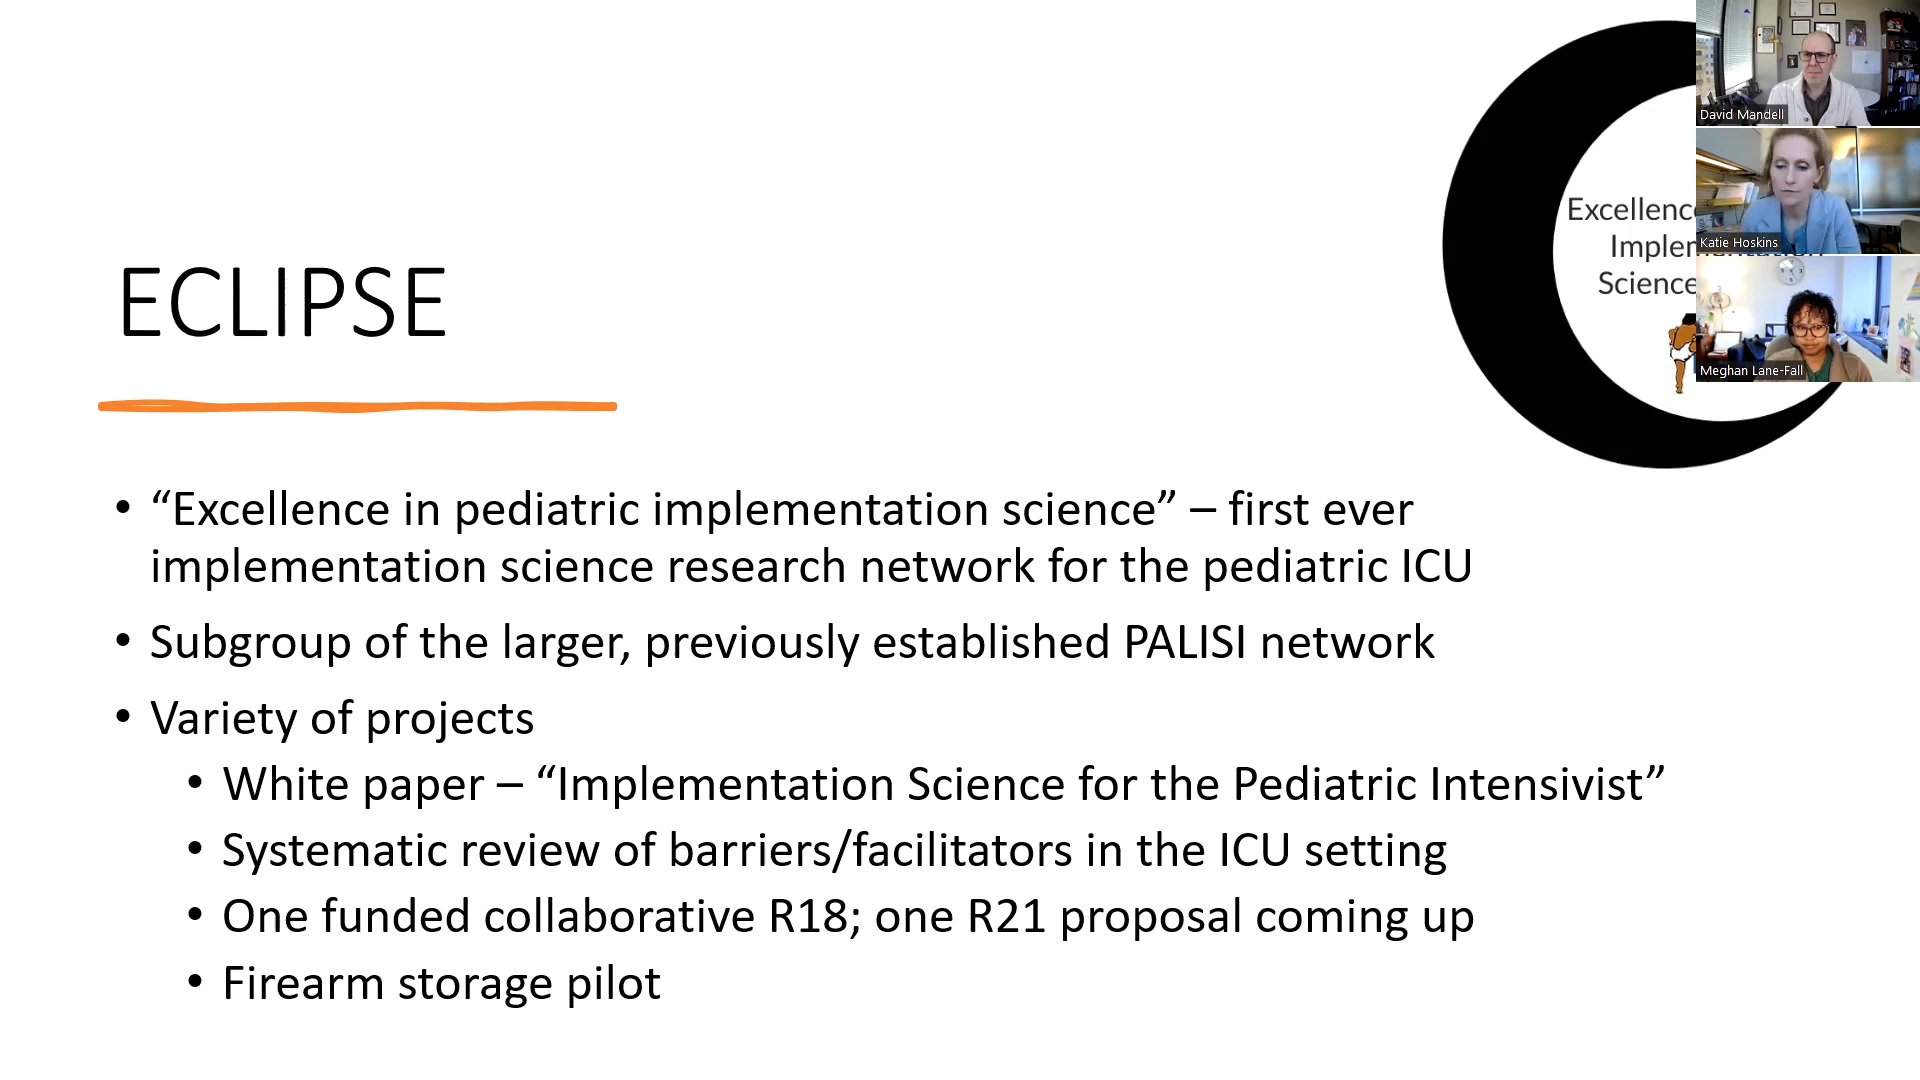 Excellenc
Implem
Science
David Mandell
Katie Hoskins
Meghan Lane-Fall
ECLIPSE
• “Excellence in pediatric implementation science” – first ever
implementation science research network for the pediatric ICU
• Subgroup of the larger, previously established PALISI network
• Variety of projects
• White paper – “Implementation Science for the Pediatric Intensivist”
• Systematic review of barriers/facilitators in the ICU setting
• One funded collaborative R18; one R21 proposal coming up
• Firearm storage pilot